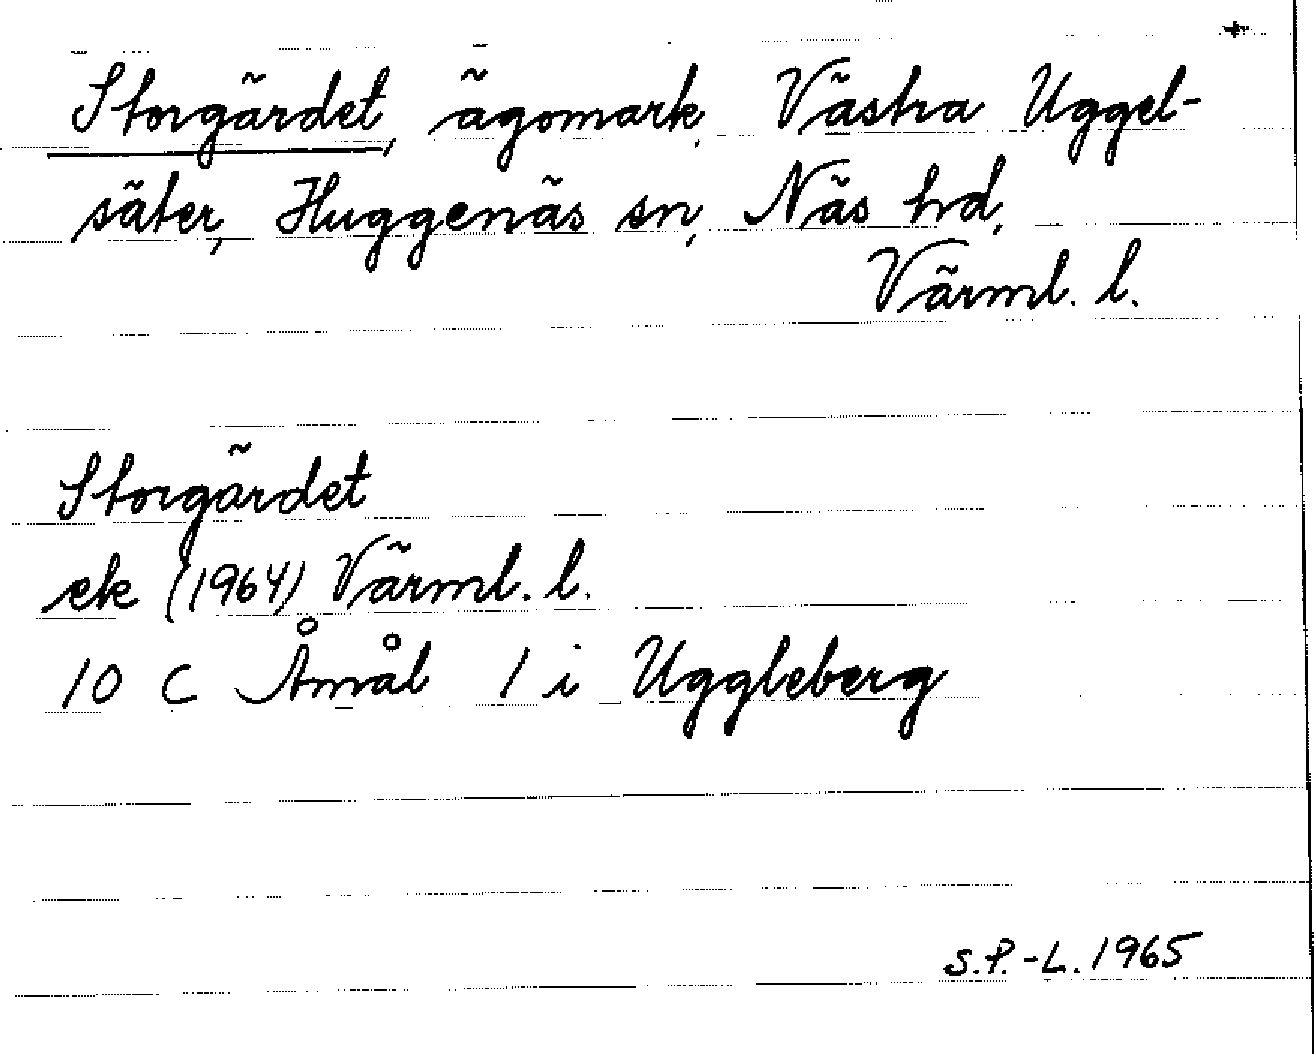 +
Storgärdet, ägomark, Västra Uggel-
säter, Huggenäs sn, Näs hd,
Värml. l.
Storgärdet
ek (1964) Värml. l.
10 C Åmål 1 i Uggleberg
S.P.-L. 1965